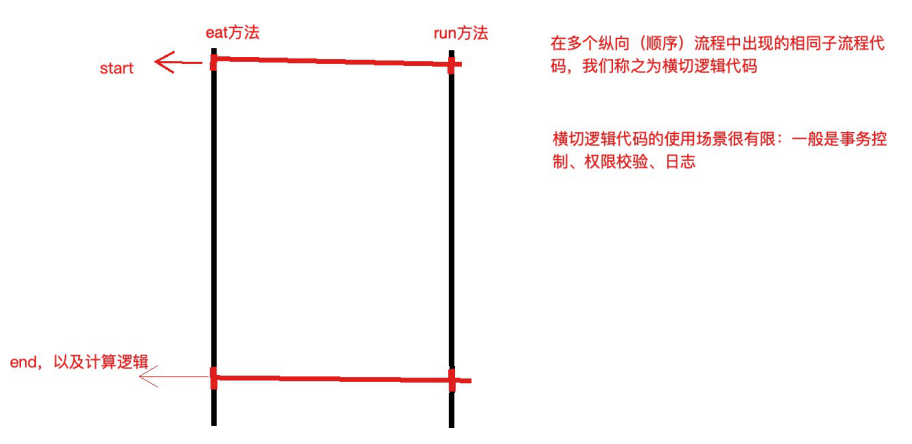 eat方法
run方法
start
在多个纵向（顺序）流程中出现的相同子流程代
码，我们称之为横切逻辑代码
横切逻辑代码的使用场景很有限：一般是事务控
制、权限校验、日志
end，以及计算逻辑